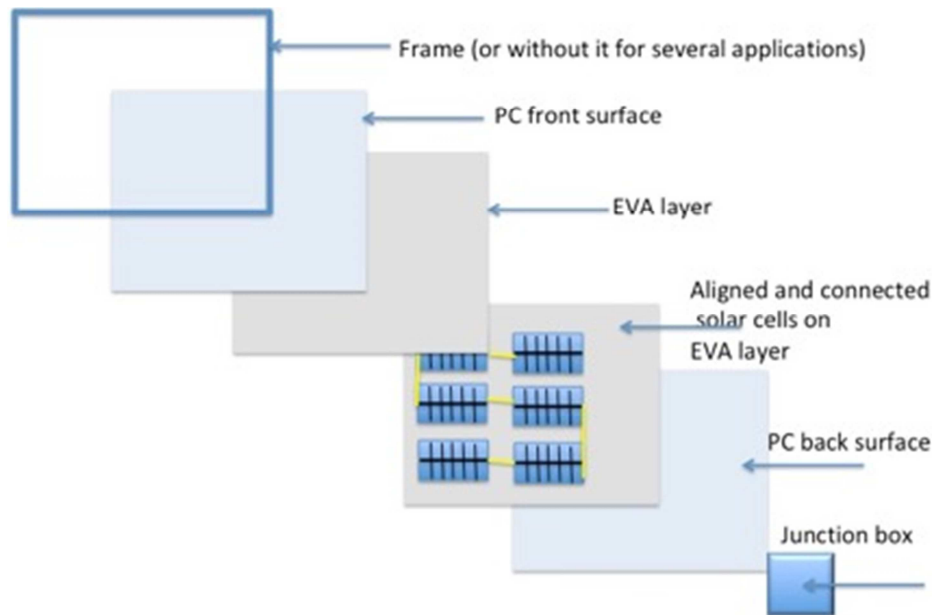 Frame (or without it for several applications)
PC front surface
EVA layer
Aligned and connected
solar cells on
EVA layer
PC back surface
Junction box